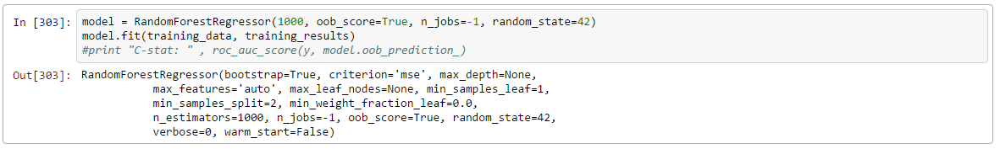 In [303]: model = RandomForestRegressor(1000, oob_score=True, n_jobs=-1, random_state=42)
model.fit(training_data, training_results)
#print "C-stat: " , roc_auc_score(y, model.oob_prediction_)
Out[303]: RandomForestRegressor(bootstrap=True, criterion='mse', max_depth=None,
max_features='auto', max_leaf_nodes=None, min_samples_leaf=1,
min_samples_split=2, min_weight_fraction_leaf=0.0,
n_estimators=1000, n_jobs=-1, oob_score=True, random_state=42,
verbose=0, warm_start=False)